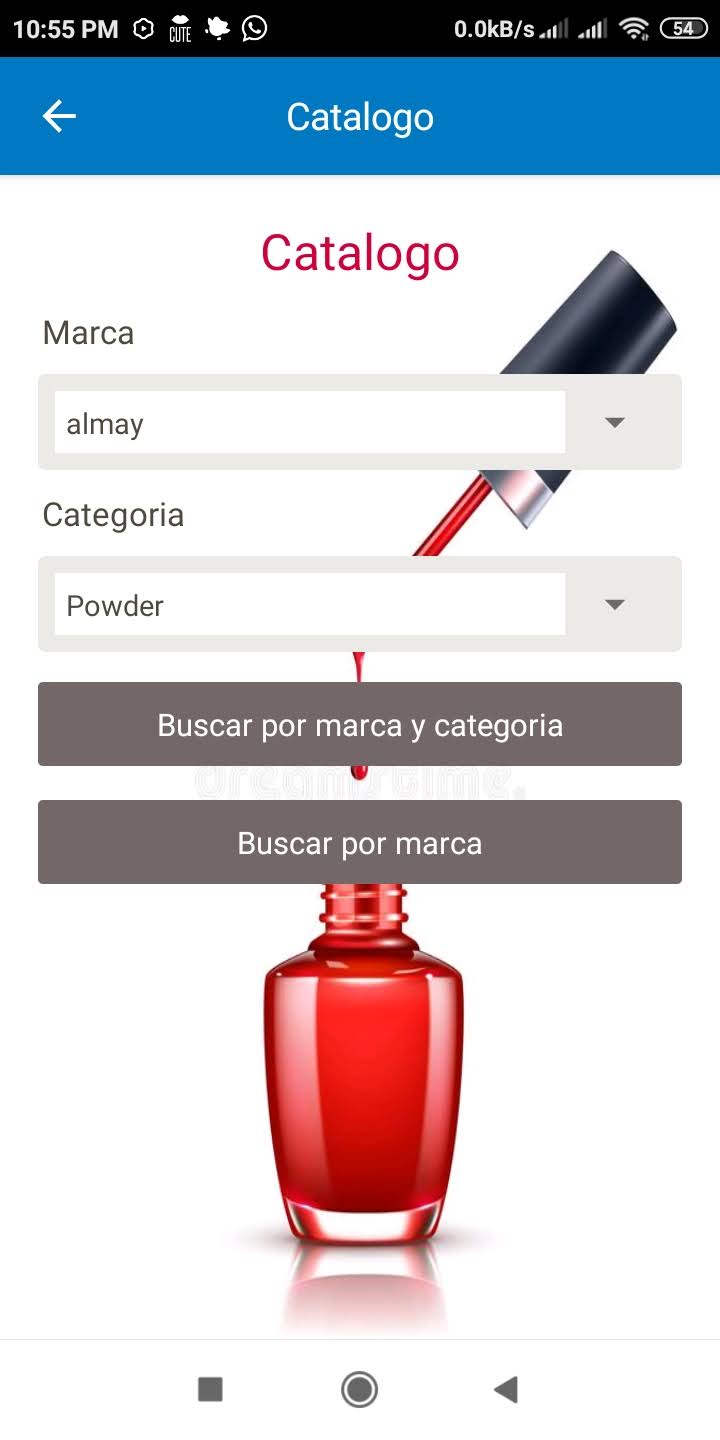 10:55 PM CUTE 0.0kB/s 54
Catalogo
Catalogo
Marca
almay
Categoria
Powder
Buscar por marca y categoria
dreamstime.
Buscar por marca